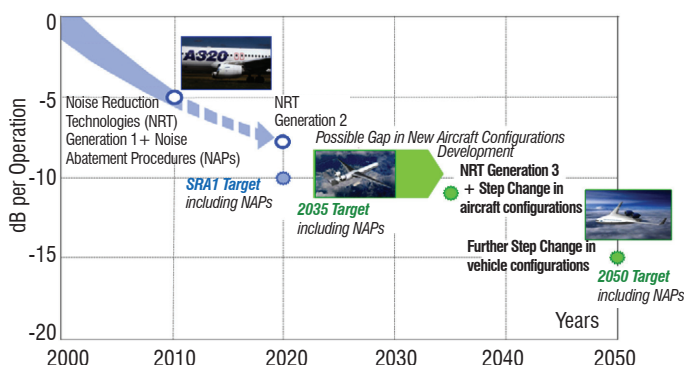 0
-5
-10
-15
-20
dB per Operation
A320
Noise Reduction
Technologies (NRT)
Generation 1+ Noise
Abatement Procedures (NAPs)
NRT
Generation 2
SRA1 Target
including NAPs
Possible Gap in New Aircraft Configurations
Development
2035 Target
including NAPs
NRT Generation 3
+ Step Change in
aircraft configurations
Further Step Change in
vehicle configurations
2050 Target
including NAPs
Years
2000
2010
2020
2030
2040
2050